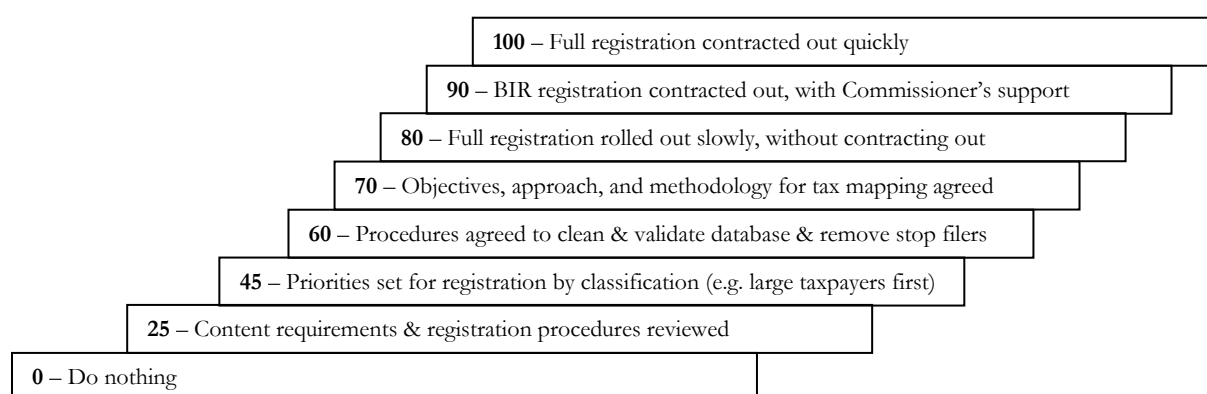 100 – Full registration contracted out quickly
90 – BIR registration contracted out, with Commissioner’s support
80 – Full registration rolled out slowly, without contracting out
70 – Objectives, approach, and methodology for tax mapping agreed
60 – Procedures agreed to clean & validate database & remove stop filers
45 – Priorities set for registration by classification (e.g. large taxpayers first)
25 – Content requirements & registration procedures reviewed
0 – Do nothing